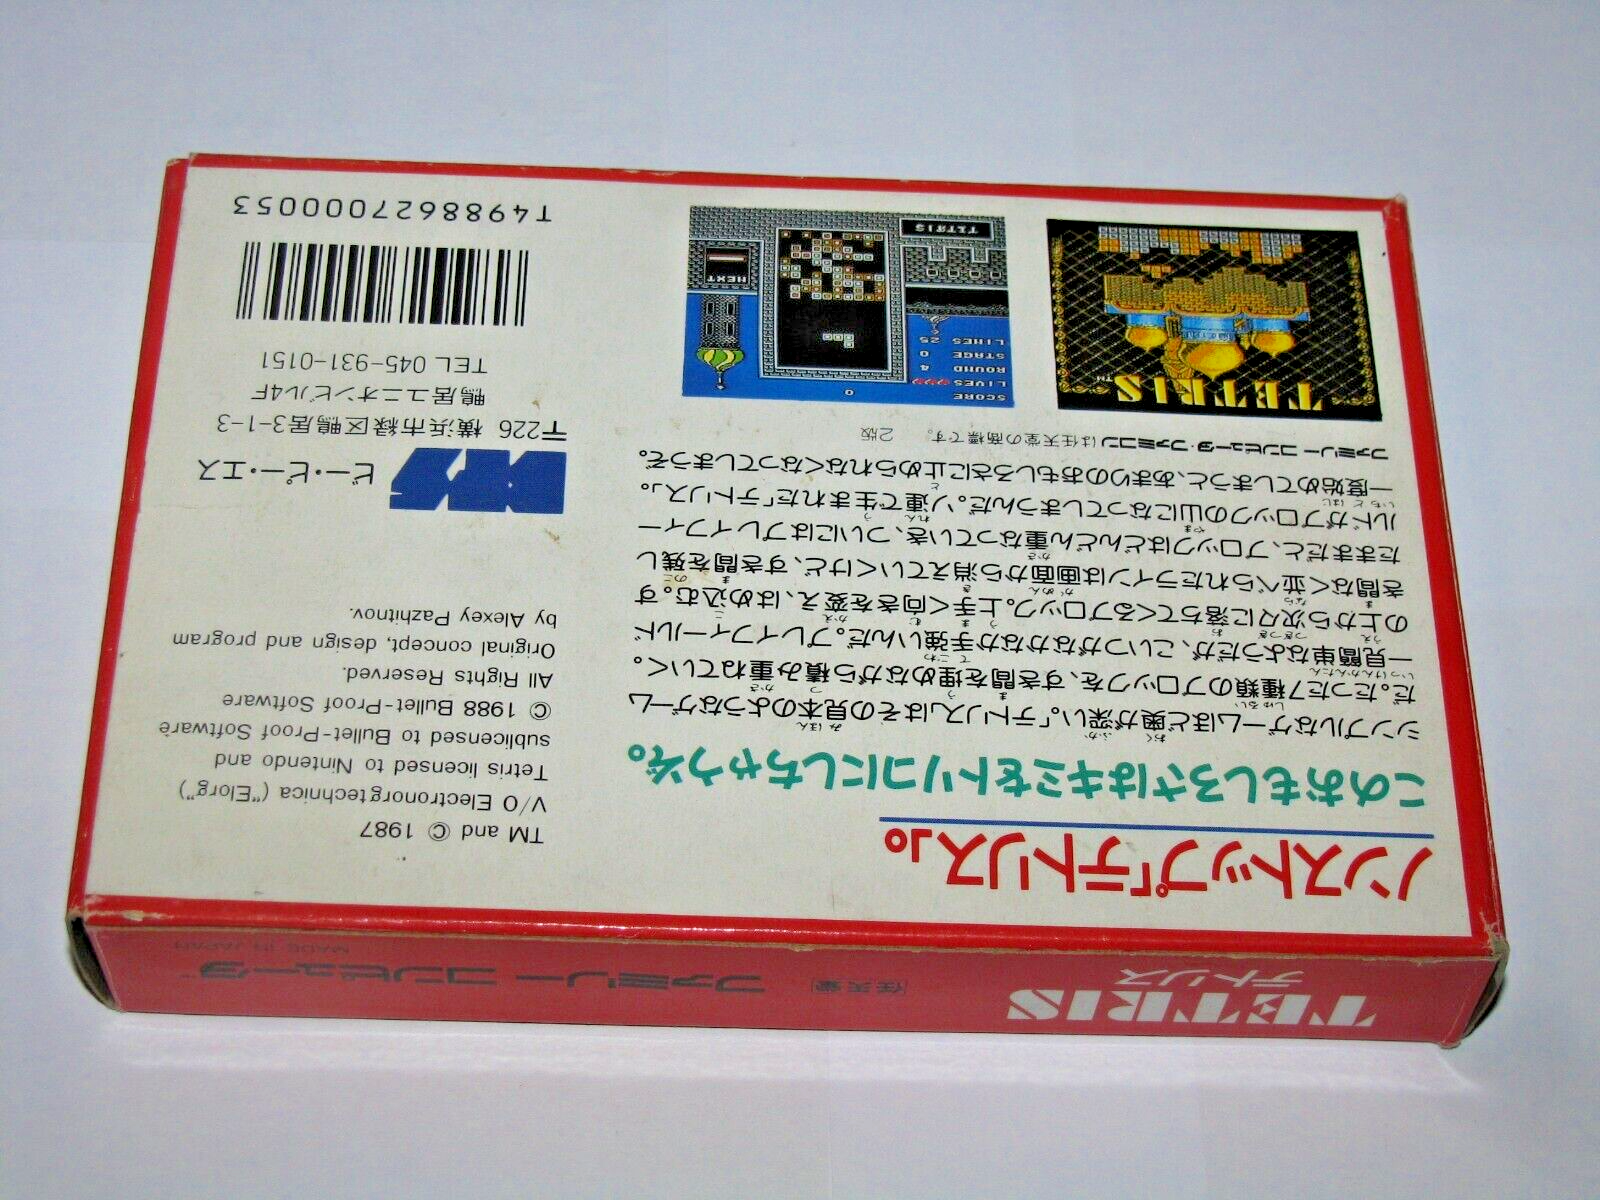 ノンストップ「テトリス」。
このおもしろさはキミをトリコにしちゃうぞ。
シンプルなゲームほど奥が深い。「テトリス」はその見本のようなゲーム
だ。たった7種類のブロックを、すき間を埋めながら積み重ねていく。
一見簡単なようだが、こいつがなかなか手強いんだ。プレイフィールド
の上から次々に落ちてくるブロック。上手く向きを変え、はめ込む。す
き間なく並べられたラインは画面から消えていくけど、すき間を残し
たままだと、ブロックはどんどん重なっていき、ついにはプレイフィー
ルドがブロックの山になってしまうんだ。ソ連で生まれた「テトリス」。
一度始めてしまうと、あまりのおもしろさに止められなくなってしまうぞ。
ファミリー コンピュータ・ファミコンは任天堂の商標です。 2版
TETRIS™
SCORE 0
LIVES
ROUND 4
STAGE 0
LINES 25
NEXT
TETRIS
TM and © 1987
V/O Electronorgtechnica ("Elorg")
Tetris licensed to Nintendo and
sublicensed to Bullet-Proof Software
© 1988 Bullet-Proof Software
All Rights Reserved.
Original concept, design and program
by Alexey Pazhitnov.
BPS ビー・ピー・エス
〒226 横浜市緑区鴨居3-1-3
鴨居ユニオンビル4F
TEL 045-931-0151
T4988627000053
TETRIS
テトリス
任天堂 ファミリー コンピュータ™
MADE IN JAPAN